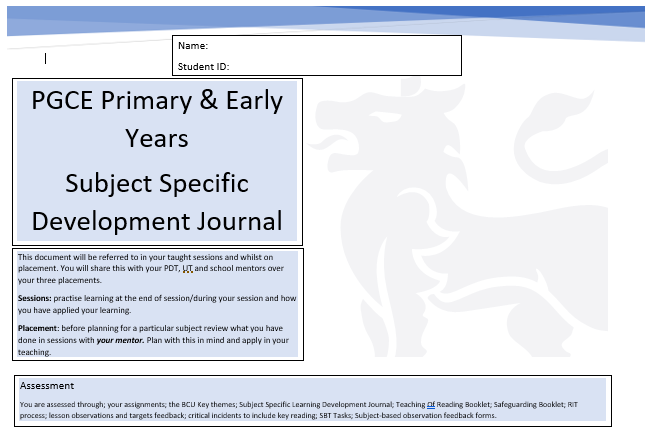 Name:
Student ID:
PGCE Primary & Early
Years
Subject Specific
Development Journal
This document will be referred to in your taught sessions and whilst on
placement. You will share this with your PDT, UT and school mentors over
your three placements.
Sessions: practise learning at the end of session/during your session and how
you have applied your learning.
Placement: before planning for a particular subject review what you have
done in sessions with your mentor. Plan with this in mind and apply in your
teaching.
Assessment
You are assessed through; your assignments; the BCU Key themes; Subject Specific Learning Development Journal; Teaching Of Reading Booklet; Safeguarding Booklet; RIT
process; lesson observations and targets feedback; critical incidents to include key reading; SBT Tasks; Subject-based observation feedback forms.